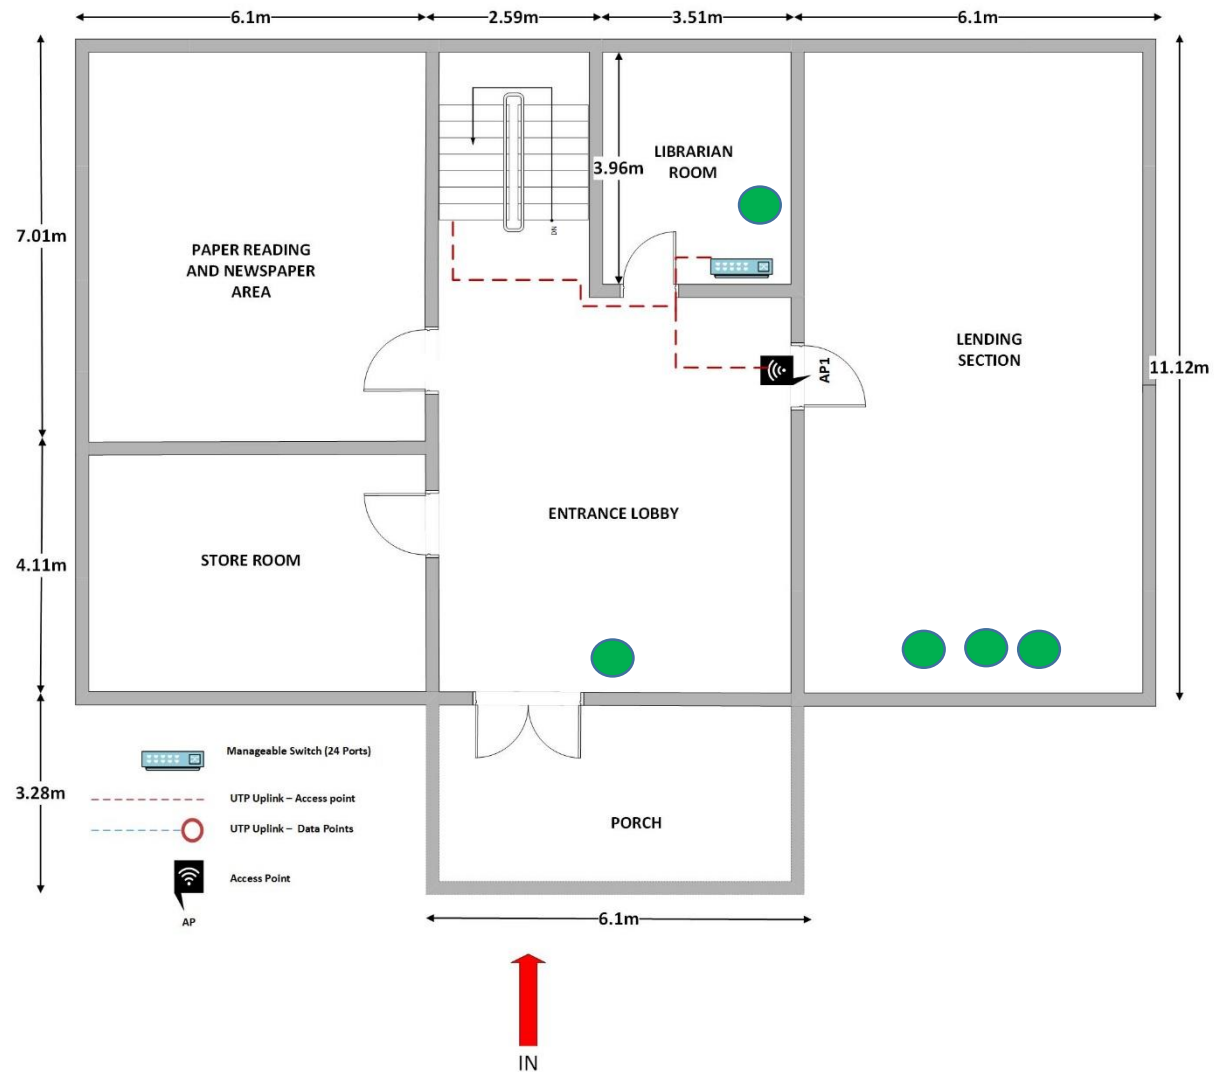 6.1m
2.59m
3.51m
6.1m
LIBRARIAN
ROOM
3.96m
7.01m
DN
PAPER READING
AND NEWSPAPER
AREA
LENDING
SECTION
11.12m
AP1
ENTRANCE LOBBY
4.11m
STORE ROOM
Manageable Switch (24 Ports)
3.28m
UTP Uplink – Access point
UTP Uplink – Data Points
PORCH
Access Point
AP
6.1m
IN